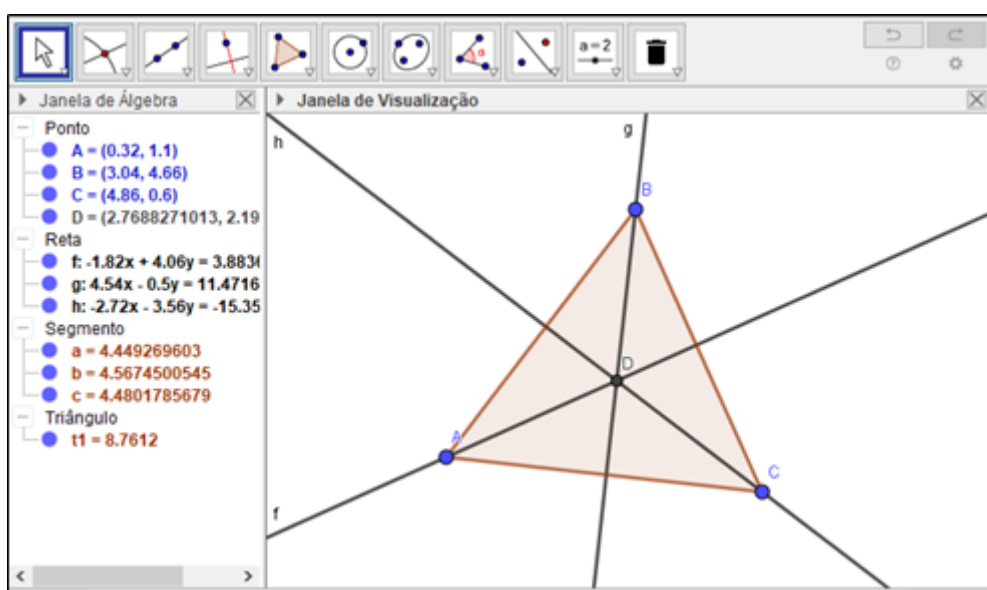 a=2
α
Janela de Álgebra
Janela de Visualização
Ponto
A = (0.32, 1.1)
B = (3.04, 4.66)
C = (4.86, 0.6)
D = (2.7688271013, 2.19
Reta
f: -1.82x + 4.06y = 3.883
g: 4.54x - 0.5y = 11.4716
h: -2.72x - 3.56y = -15.35
Segmento
a = 4.449269603
b = 4.5674500545
c = 4.4801785679
Triângulo
t1 = 8.7612
h
g
B
D
A
C
f